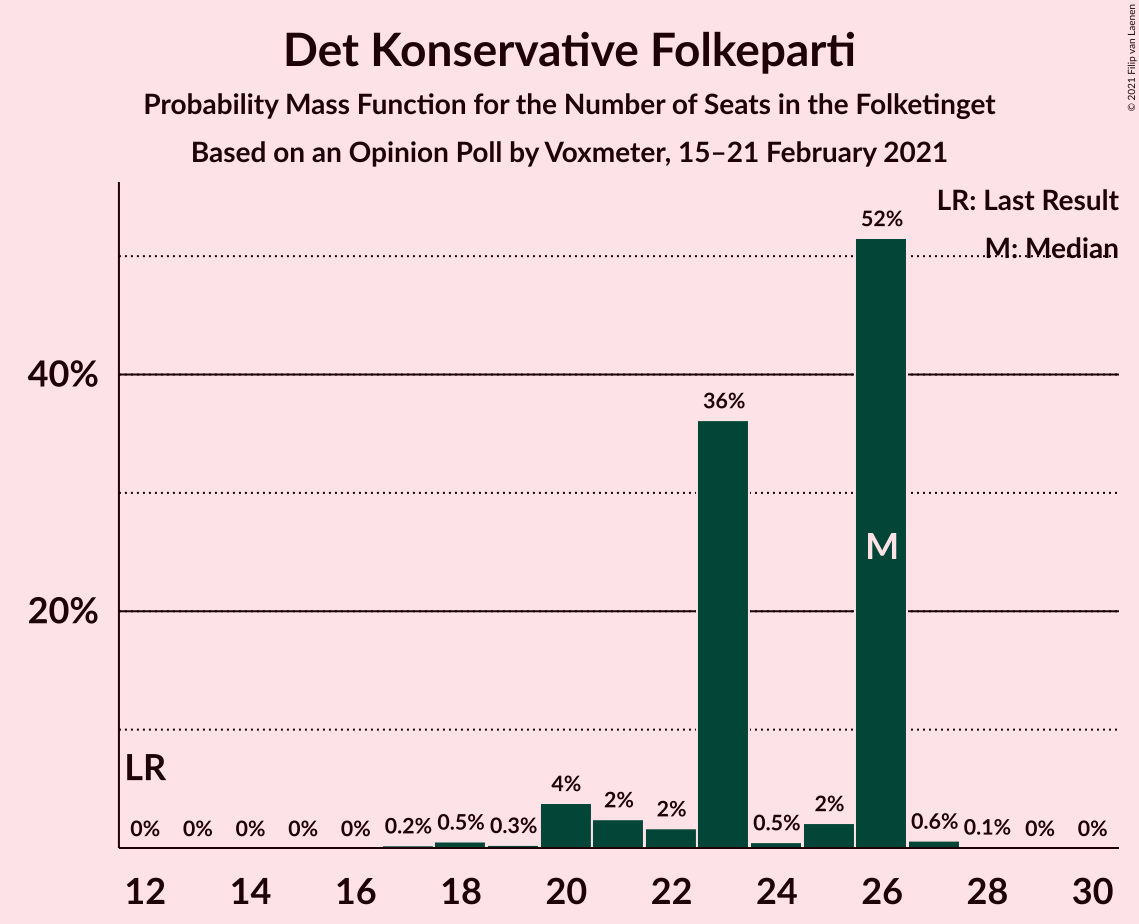 Det Konservative Folkeparti
Probability Mass Function for the Number of Seats in the Folketinget
Based on an Opinion Poll by Voxmeter, 15–21 February 2021
© 2021 Filip van Laenen
LR: Last Result
M: Median
40%
20%
LR
M
0% 0% 0% 0% 0% 0.2% 0.5% 0.3% 4% 2% 2% 36% 0.5% 2% 52% 0.6% 0.1% 0% 0%
12 14 16 18 20 22 24 26 28 30